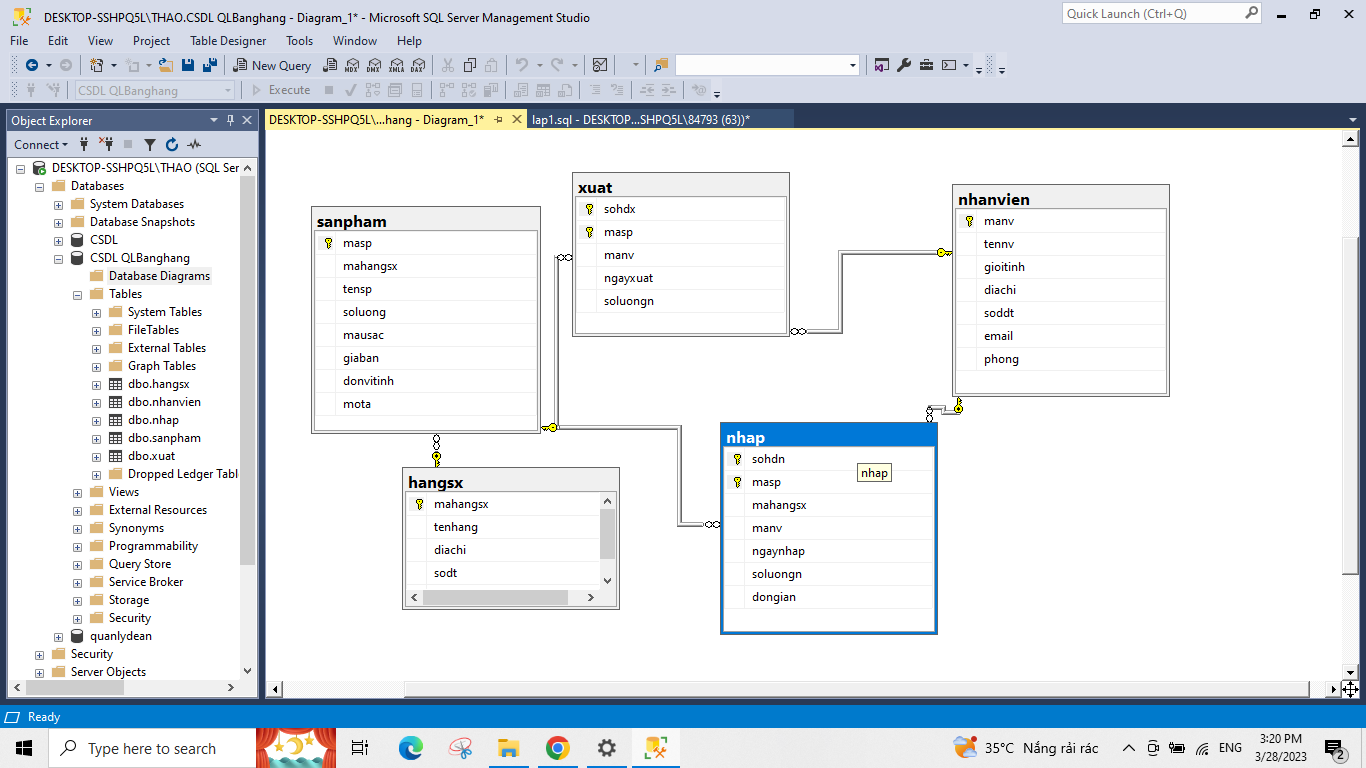 DESKTOP-SSHPQ5L\THAO.CSDL QLBanghang - Diagram_1* - Microsoft SQL Server Management Studio
Quick Launch (Ctrl+Q)
File Edit View Project Table Designer Tools Window Help
New Query
MDX DMX XMLA DAX
CSDL QLBanghang
Execute
Object Explorer
Connect
DESKTOP-SSHPQ5L\THAO (SQL Ser
Databases
System Databases
Database Snapshots
CSDL
CSDL QLBanghang
Database Diagrams
Tables
System Tables
FileTables
External Tables
Graph Tables
dbo.hangsx
dbo.nhanvien
dbo.nhap
dbo.sanpham
dbo.xuat
Dropped Ledger Tabl
Views
External Resources
Synonyms
Programmability
Query Store
Service Broker
Storage
Security
quanlydean
Security
Server Objects
DESKTOP-SSHPQ5L\...hang - Diagram_1*
lap1.sql - DESKTOP...SHPQ5L\84793 (63))*
sanpham
masp
mahangsx
tensp
soluong
mausac
giaban
donvitinh
mota
xuat
sohdx
masp
manv
ngayxuat
soluongn
nhanvien
manv
tennv
gioitinh
diachi
soddt
email
phong
hangsx
mahangsx
tenhang
diachi
sodt
nhap
sohdn
masp
mahangsx
manv
ngaynhap
soluongn
dongian
nhap
Ready
Type here to search
35°C Nắng rải rác
ENG
3:20 PM
3/28/2023
2